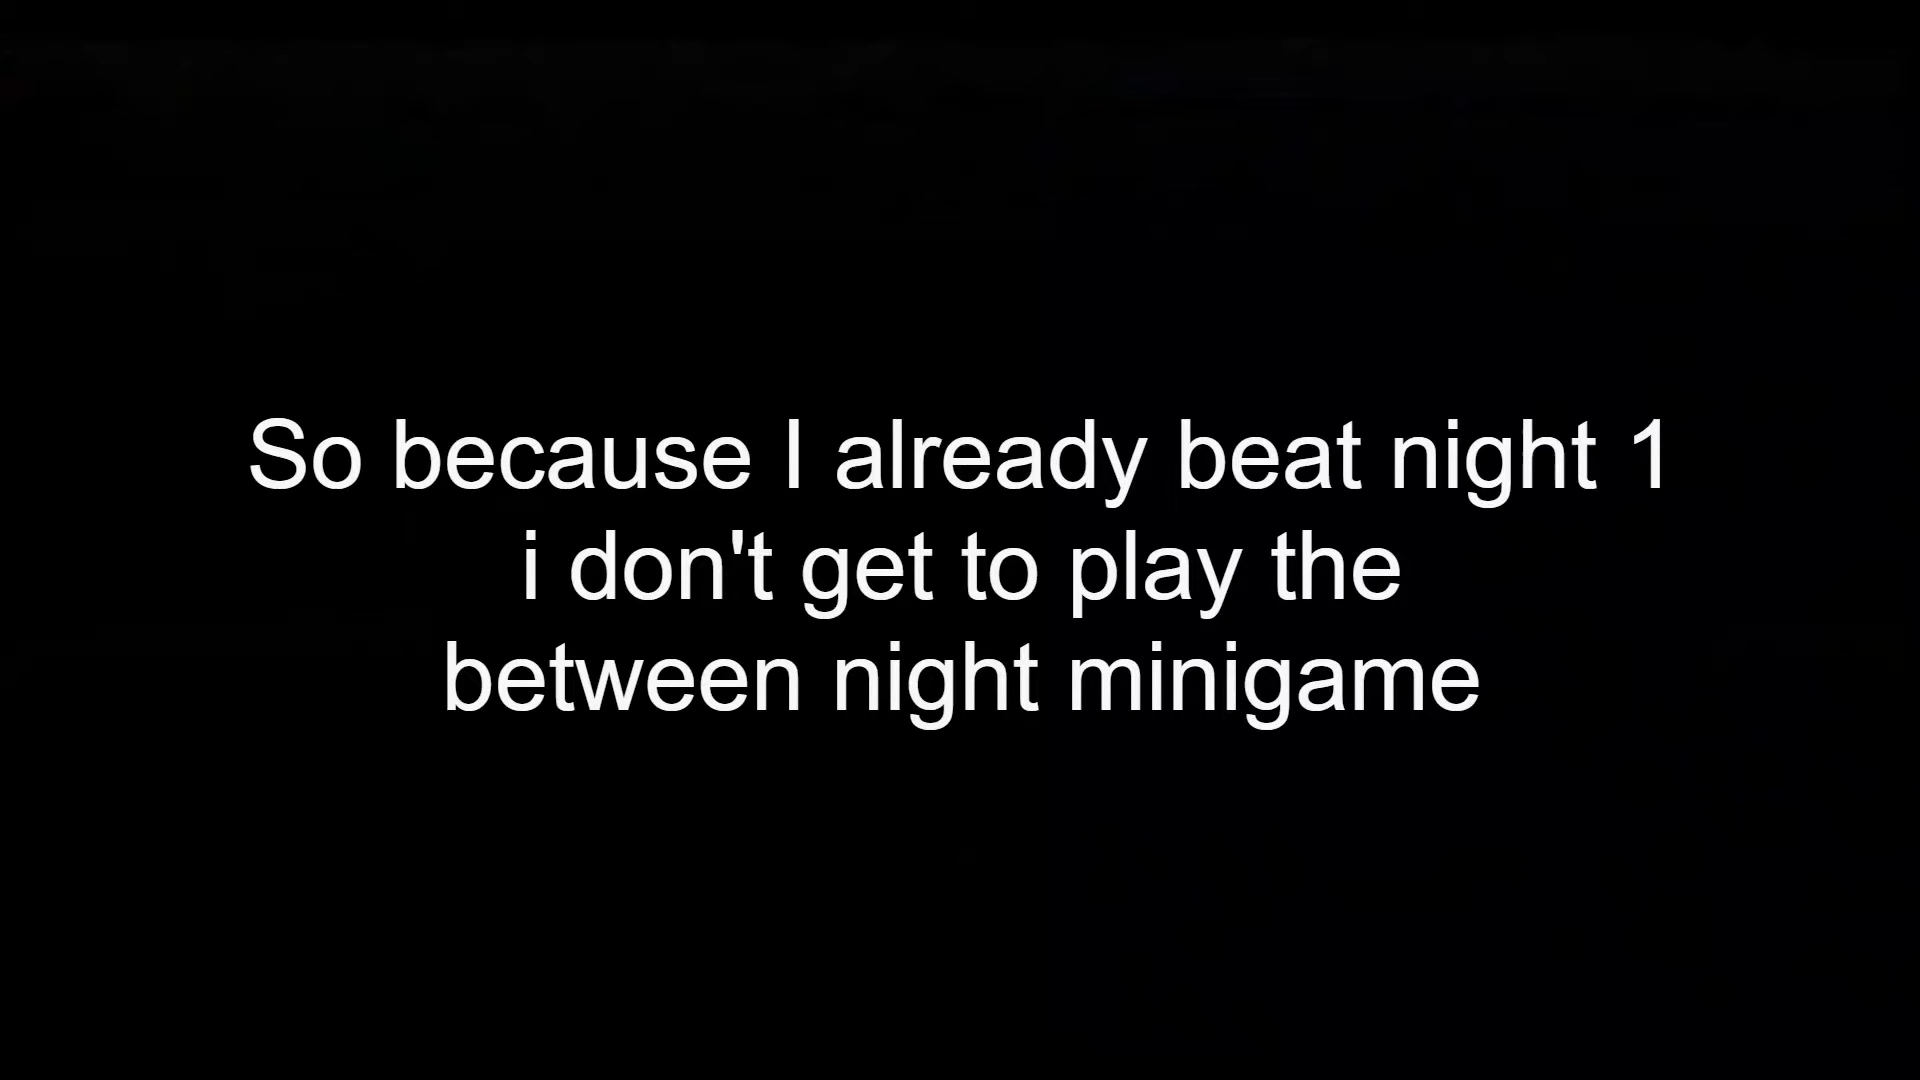 So because I already beat night 1
i don't get to play the
between night minigame